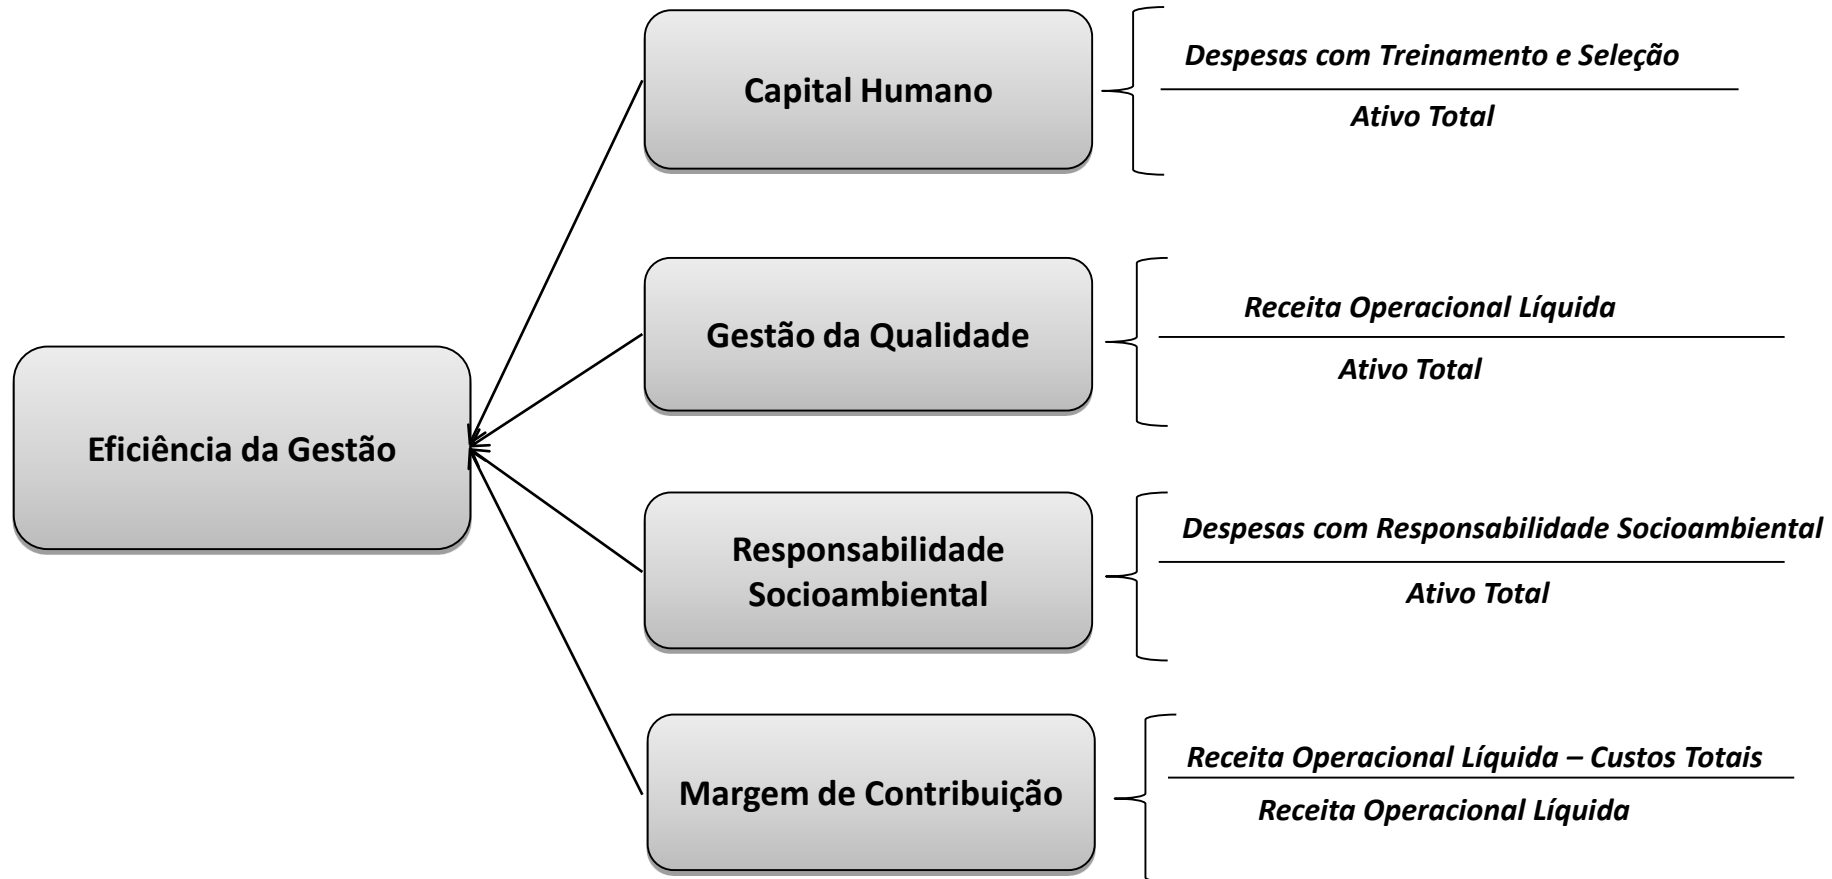 Capital Humano
Despesas com Treinamento e Seleção
Ativo Total
Gestão da Qualidade
Receita Operacional Líquida
Ativo Total
Eficiência da Gestão
Responsabilidade
Socioambiental
Despesas com Responsabilidade Socioambiental
Ativo Total
Margem de Contribuição
Receita Operacional Líquida – Custos Totais
Receita Operacional Líquida